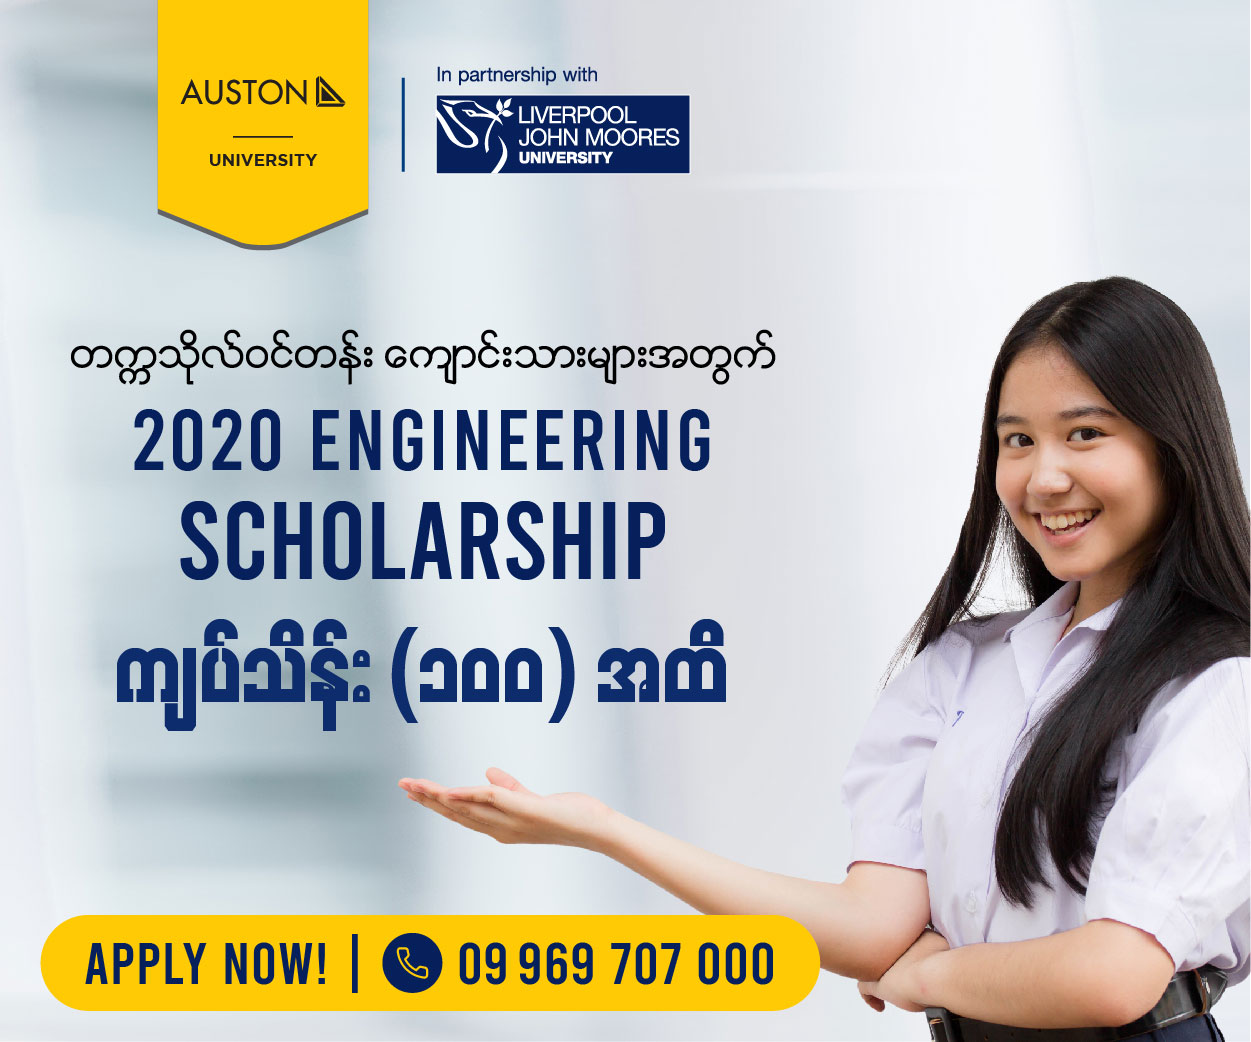 AUSTON
UNIVERSITY
In partnership with
LIVERPOOL
JOHN MOORES
UNIVERSITY
တက္ကသိုလ်ဝင်တန်း ကျောင်းသားများအတွက်
2020 ENGINEERING
SCHOLARSHIP
ကျပ်သိန်း (၁၀၀) အထိ
APPLY NOW! | 09 969 707 000